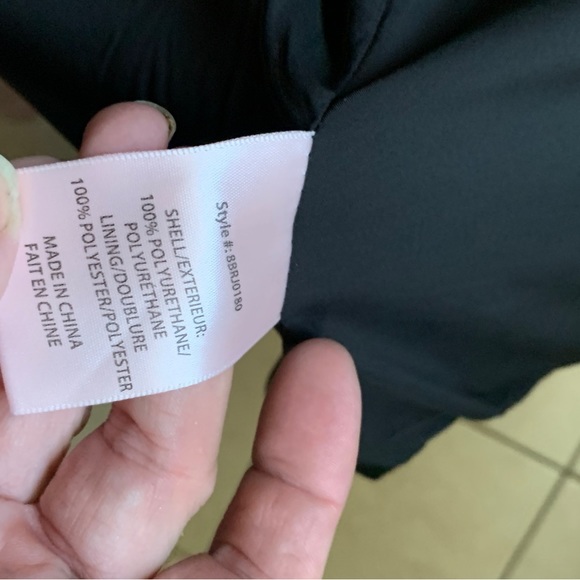 Style #: 8BRJ0180
SHELL/EXTERIEUR:
100% POLYURETHANE/
POLYURETHANE
LINING/DOUBLURE
100% POLYESTER/POLYESTER
MADE IN CHINA
FAIT EN CHINE